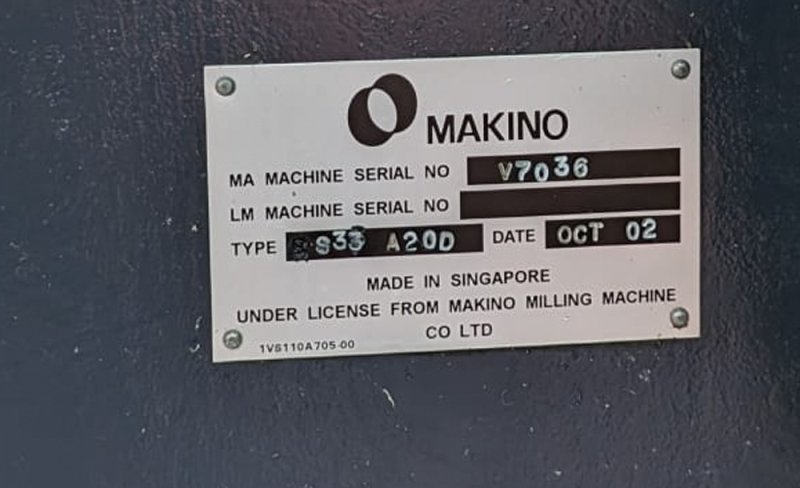 MAKINO
MA MACHINE SERIAL NO V7036
LM MACHINE SERIAL NO
TYPE S33 A20D DATE OCT 02
MADE IN SINGAPORE
UNDER LICENSE FROM MAKINO MILLING MACHINE
CO LTD
1VS110A705-00